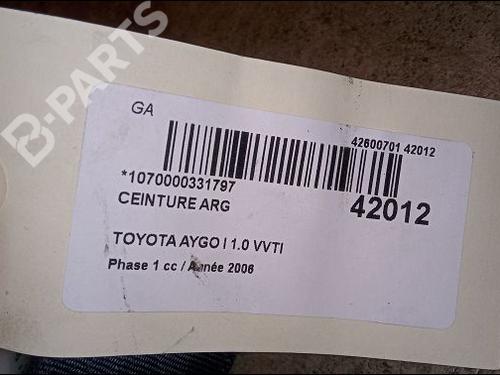 B-PARTS
GA
42600701 42012
*1070000331797
42012
CEINTURE ARG
TOYOTA AYGO I 1.0 VVTI
Phase 1 cc / Année 2006